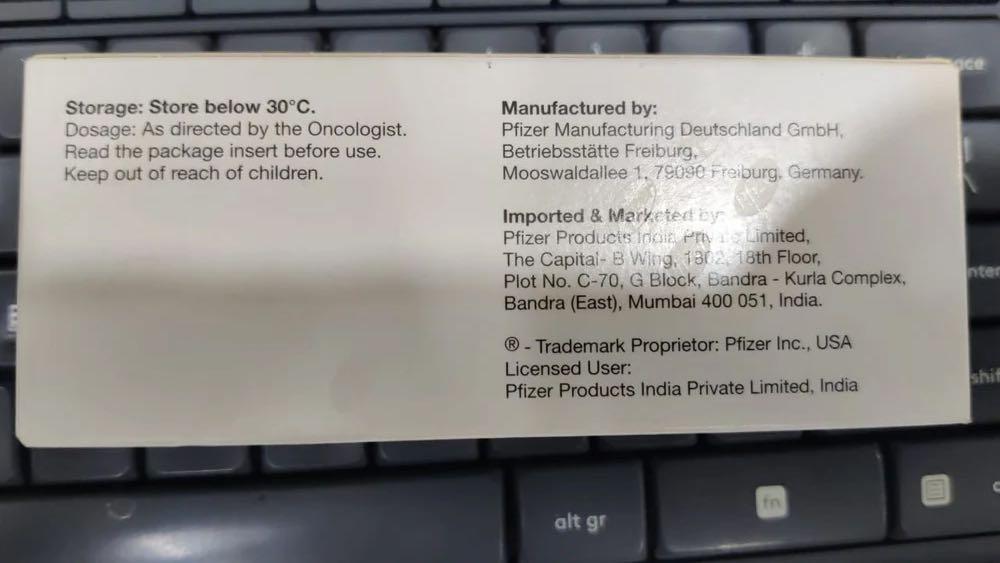 Storage: Store below 30°C.
Dosage: As directed by the Oncologist.
Read the package insert before use.
Keep out of reach of children.
Manufactured by:
Pfizer Manufacturing Deutschland GmbH,
Betriebsstätte Freiburg,
Mooswaldallee 1, 79090 Freiburg, Germany.
Imported & Marketed by:
Pfizer Products India Private Limited,
The Capital- B Wing, 1802, 18th Floor,
Plot No. C-70, G Block, Bandra - Kurla Complex,
Bandra (East), Mumbai 400 051, India.
® - Trademark Proprietor: Pfizer Inc., USA
Licensed User:
Pfizer Products India Private Limited, India
alt gr
fn